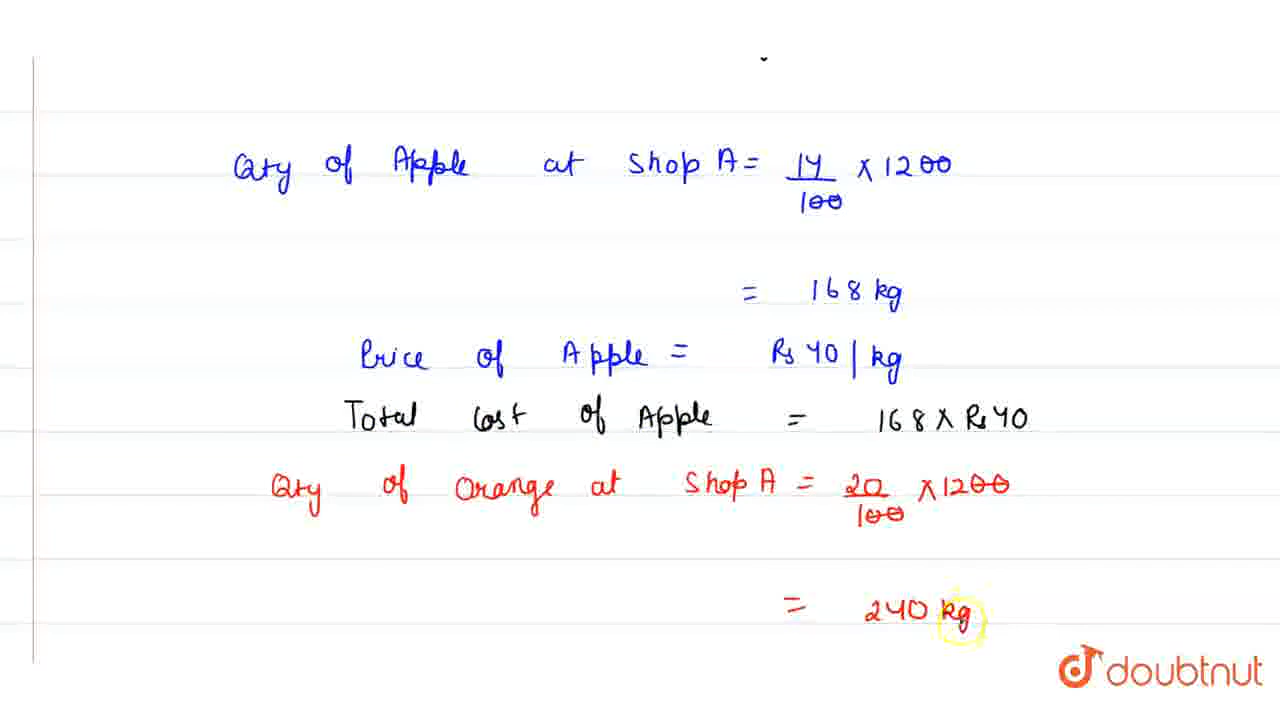 Qty of Apple at Shop A = 14/100 × 1200
= 168 kg
Price of Apple = Rs 40 | kg
Total Cost of Apple = 168 × Rs 40
Qty of Orange at Shop A = 20/100 × 1200
= 240 kg
doubtnut